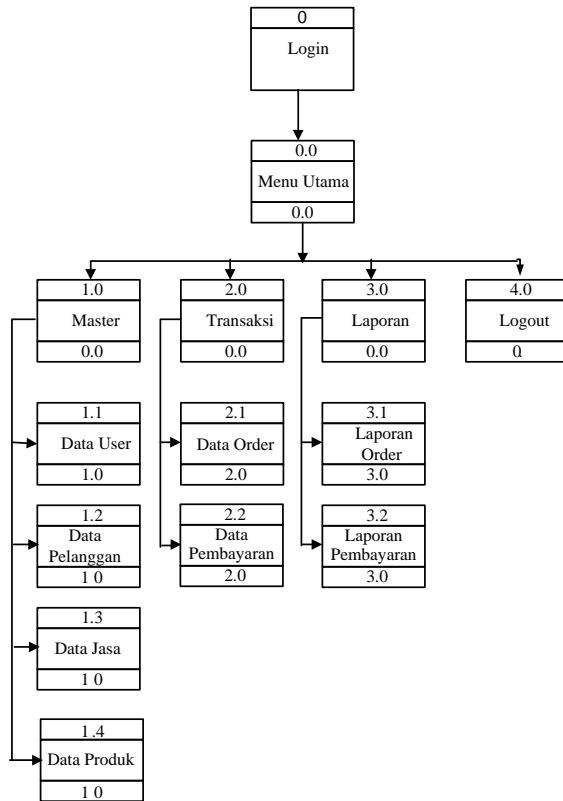 0
Login
0.0
Menu Utama
0.0
1.0
Master
0.0
2.0
Transaksi
0.0
3.0
Laporan
0.0
4.0
Logout
0.
1.1
Data User
1.0
2.1
Data Order
2.0
3.1
Laporan
Order
3.0
1.2
Data
Pelanggan
1 0
2.2
Data
Pembayaran
2.0
3.2
Laporan
Pembayaran
3.0
1.3
Data Jasa
1 0
1.4
Data Produk
1 0